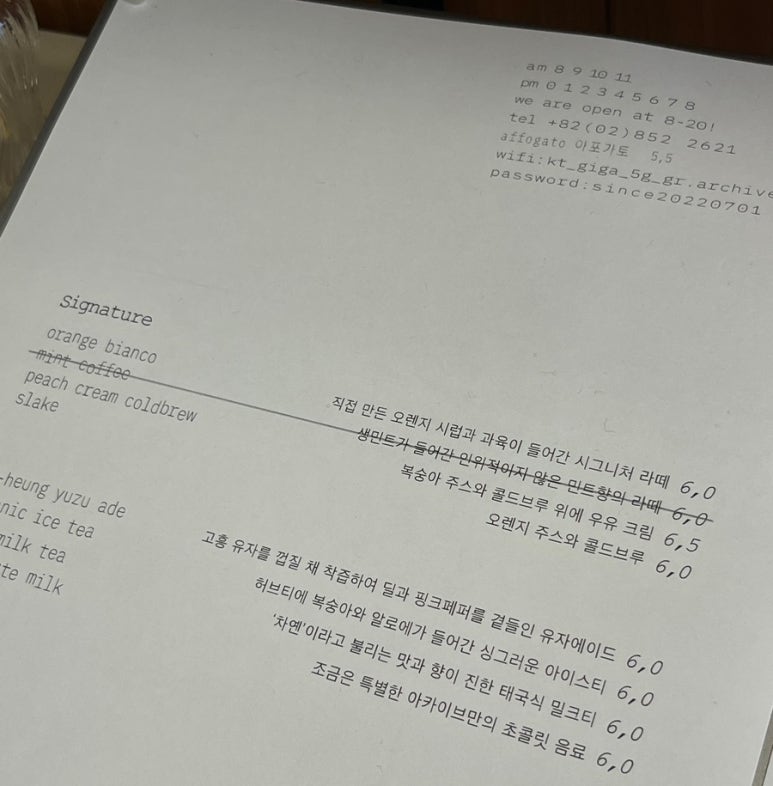 am 8 9 10 11
pm 0 1 2 3 4 5 6 7 8
we are open at 8-20!
tel +82(02)852 2621
affogato 아포가토 5,5
wifi:kt_giga_5g_gr.archive
password:since20220701
Signature
orange bianco 직접 만든 오렌지 시럽과 과육이 들어간 시그니처 라떼 6,0
mint coffee 생민트가 들어간 인위적이지 않은 민트향의 라떼 6,0
peach cream coldbrew 복숭아 주스와 콜드브루 위에 우유 크림 6,5
slake 오렌지 주스와 콜드브루 6,0
-heung yuzu ade 고흥 유자를 껍질 채 착즙하여 딜과 핑크페퍼를 곁들인 유자에이드 6,0
nic ice tea 허브티에 복숭아와 알로에가 들어간 싱그러운 아이스티 6,0
milk tea '차옌'이라고 불리는 맛과 향이 진한 태국식 밀크티 6,0
te milk 조금은 특별한 아카이브만의 초콜릿 음료 6,0